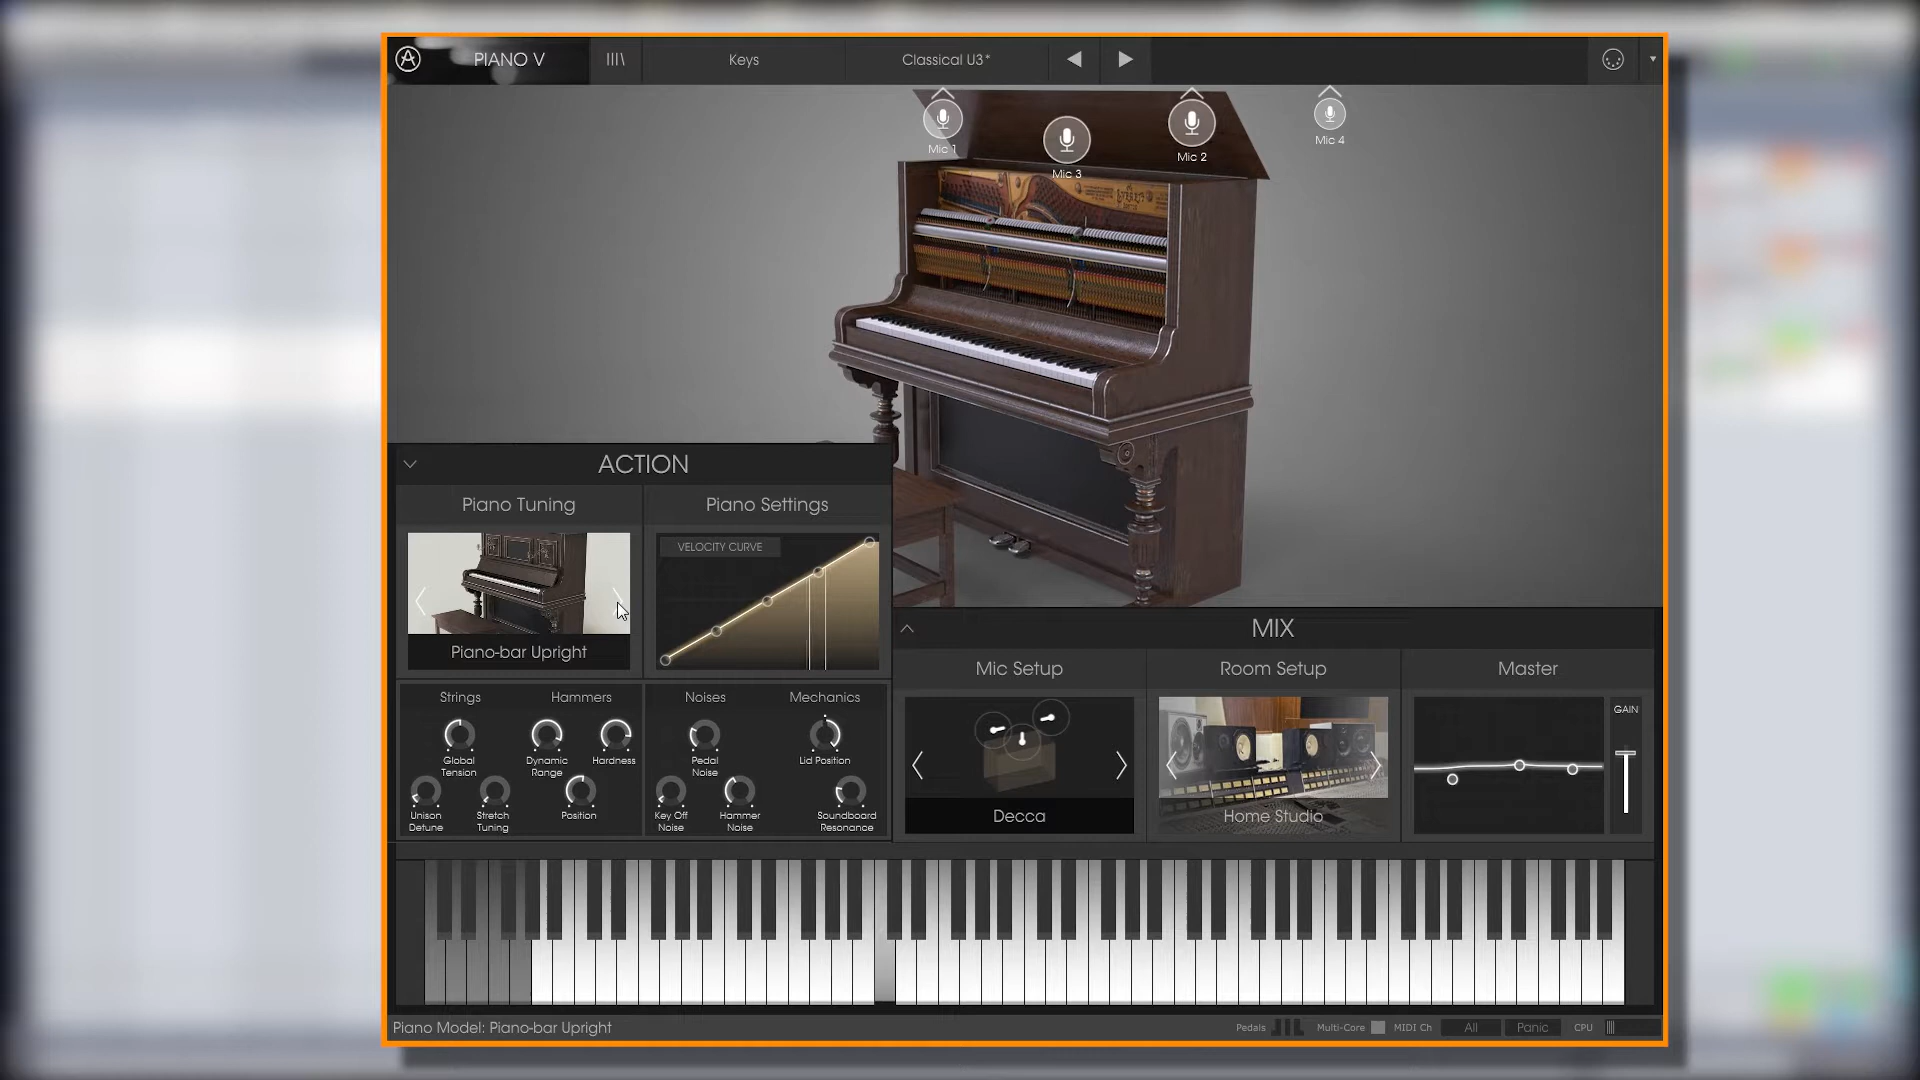 PIANO V
Keys
Classical U3*
Mic 1
Mic 3
Mic 2
Mic 4
ACTION
Piano Tuning
Piano Settings
VELOCITY CURVE
Piano-bar Upright
Strings
Hammers
Noises
Mechanics
Global Tension
Dynamic Range
Hardness
Pedal Noise
Lid Position
Unison Detune
Stretch Tuning
Position
Key Off Noise
Hammer Noise
Soundboard Resonance
MIX
Mic Setup
Room Setup
Master
GAIN
Decca
Home Studio
Piano Model: Piano-bar Upright
Pedals
Multi-Core
MIDI Ch
All
Panic
CPU